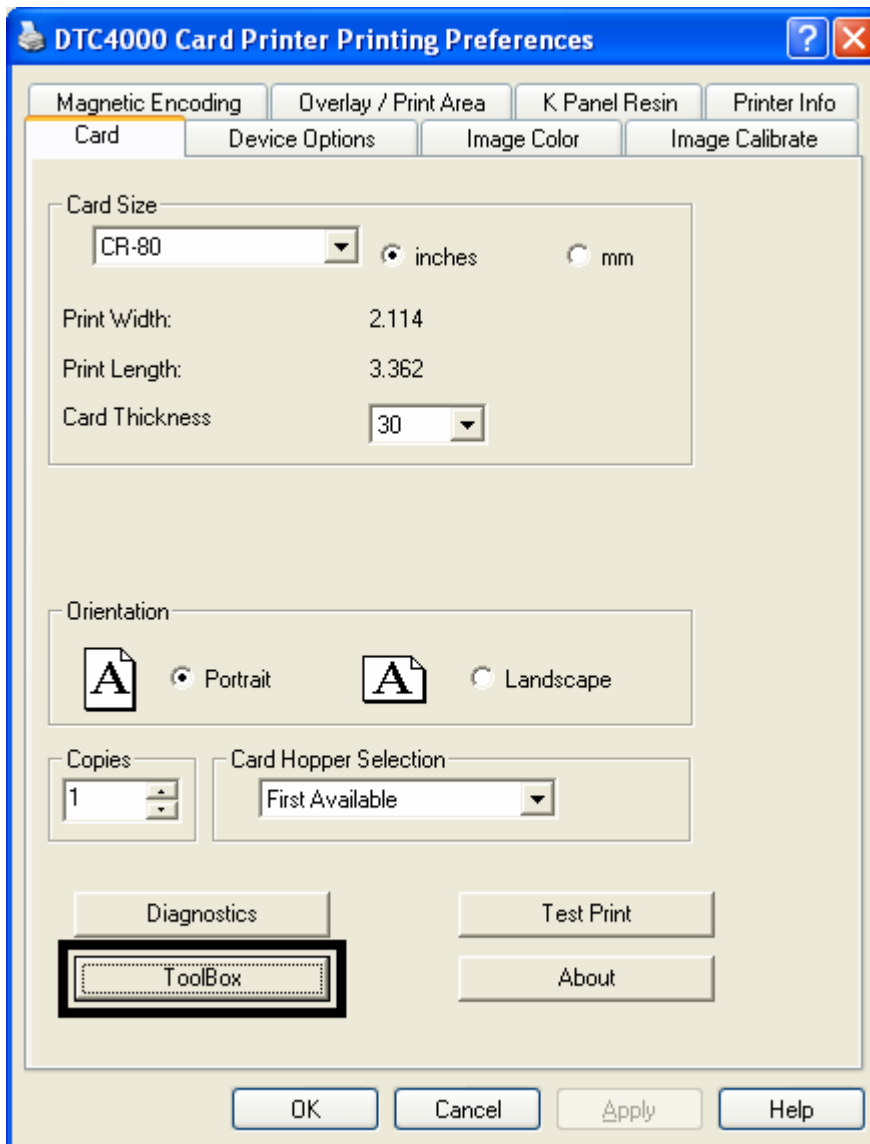 DTC4000 Card Printer Printing Preferences
Magnetic Encoding Overlay / Print Area K Panel Resin Printer Info
Card Device Options Image Color Image Calibrate
Card Size
CR-80 inches mm
Print Width: 2.114
Print Length: 3.362
Card Thickness 30
Orientation
A Portrait A Landscape
Copies Card Hopper Selection
1 First Available
Diagnostics Test Print
ToolBox About
OK Cancel Apply Help